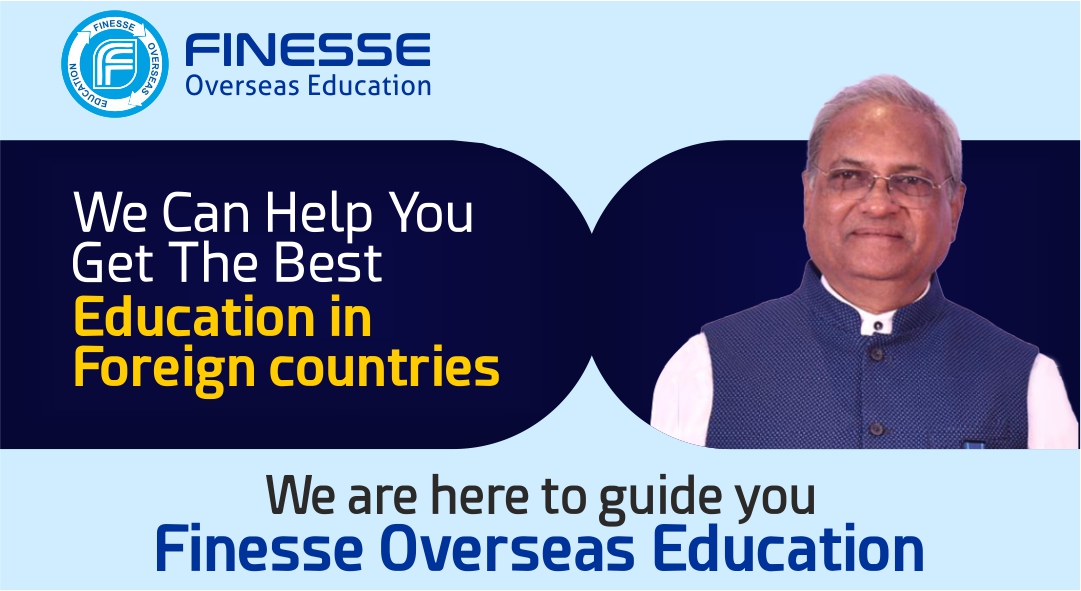 FINESSE
OVERSEAS
EDUCATION
FINESSE
Overseas Education
We Can Help You
Get The Best
Education in
Foreign countries
We are here to guide you
Finesse Overseas Education